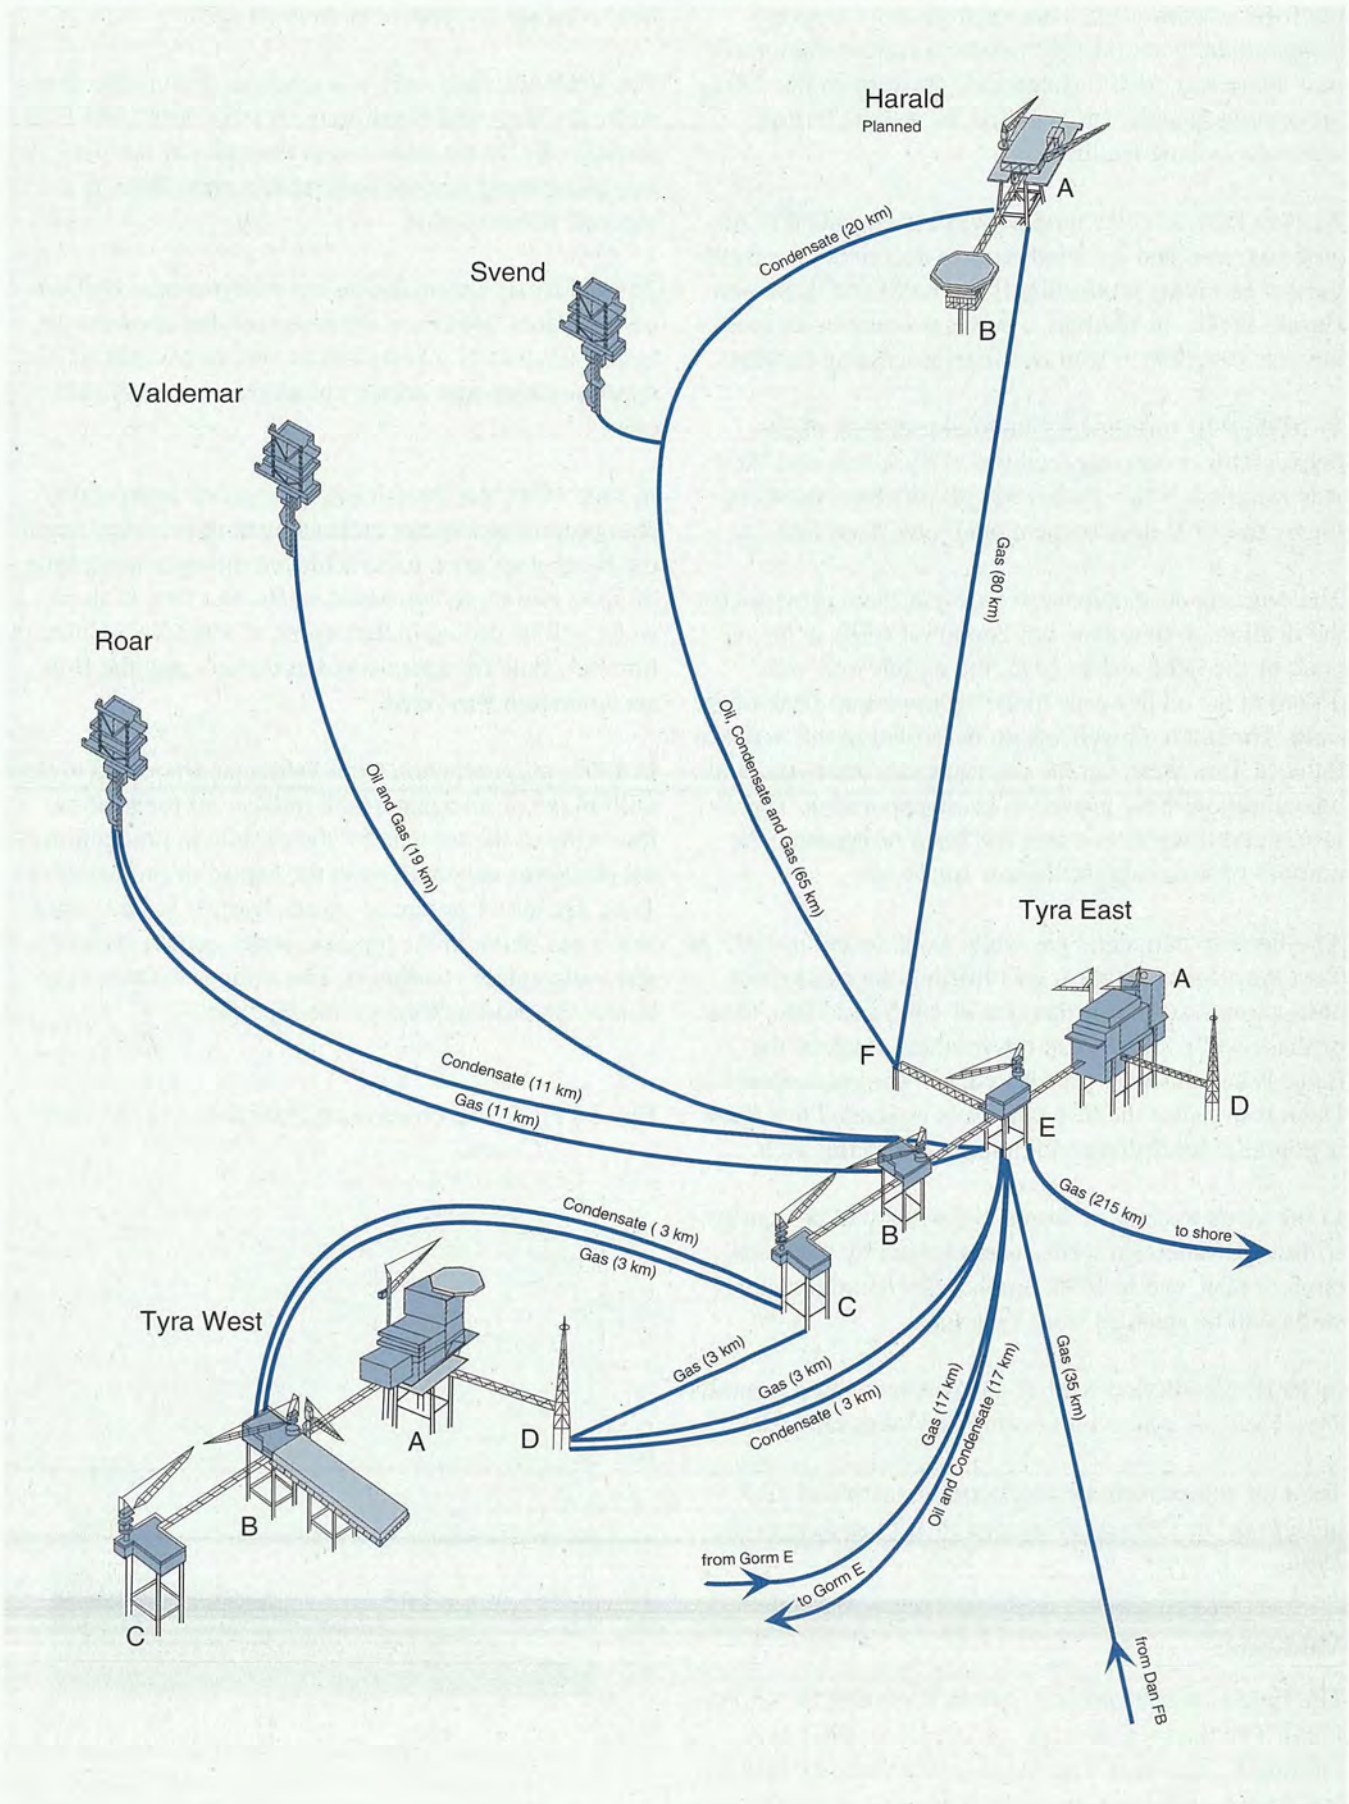 Harald
Planned
A
B
Condensate (20 km)
Svend
Valdemar
Gas (80 km)
Roar
Oil, Condensate and Gas (65 km)
Oil and Gas (19 km)
Tyra East
A
F
D
E
Condensate (11 km)
Gas (11 km)
B
Gas (215 km)
to shore
Condensate ( 3 km)
Gas (3 km)
C
Tyra West
Gas (3 km)
Gas (3 km)
Condensate ( 3 km)
Gas (17 km)
Oil and Condensate (17 km)
Gas (35 km)
A
D
B
C
from Gorm E
to Gorm E
from Dan FB